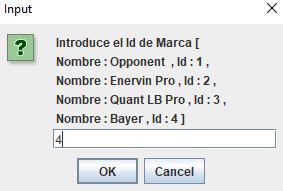 Input
Introduce el Id de Marca [
Nombre : Opponent , Id : 1 ,
Nombre : Enervin Pro , Id : 2 ,
Nombre : Quant LB Pro , Id : 3 ,
Nombre : Bayer , Id : 4 ]
4
OK Cancel